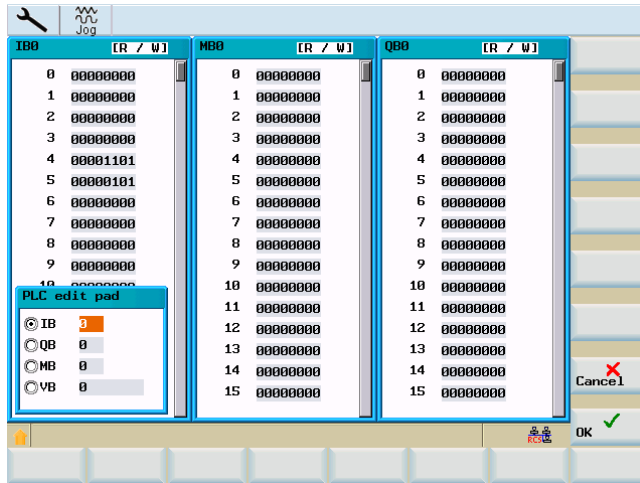 Jog
IB0 [R / W] MB0 [R / W] QB0 [R / W]
0 00000000 0 00000000 0 00000000
1 00000000 1 00000000 1 00000000
2 00000000 2 00000000 2 00000000
3 00000000 3 00000000 3 00000000
4 00001101 4 00000000 4 00000000
5 00000101 5 00000000 5 00000000
6 00000000 6 00000000 6 00000000
7 00000000 7 00000000 7 00000000
8 00000000 8 00000000 8 00000000
9 00000000 9 00000000 9 00000000
10 00000000 10 00000000 10 00000000
11 00000000 11 00000000
12 00000000 12 00000000
13 00000000 13 00000000
14 00000000 14 00000000
15 00000000 15 00000000
PLC edit pad
IB 0
QB 0
MB 0
VB 0
Cancel
OK
RCS